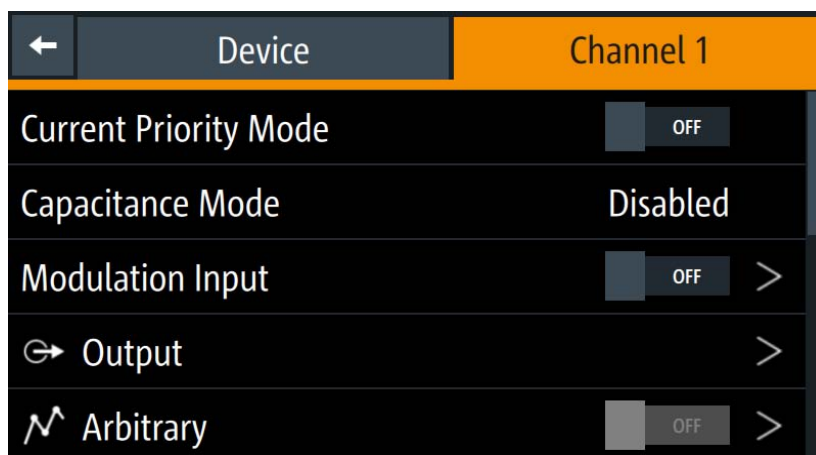 Device Channel 1
Current Priority Mode OFF
Capacitance Mode Disabled
Modulation Input OFF >
Output >
Arbitrary OFF >